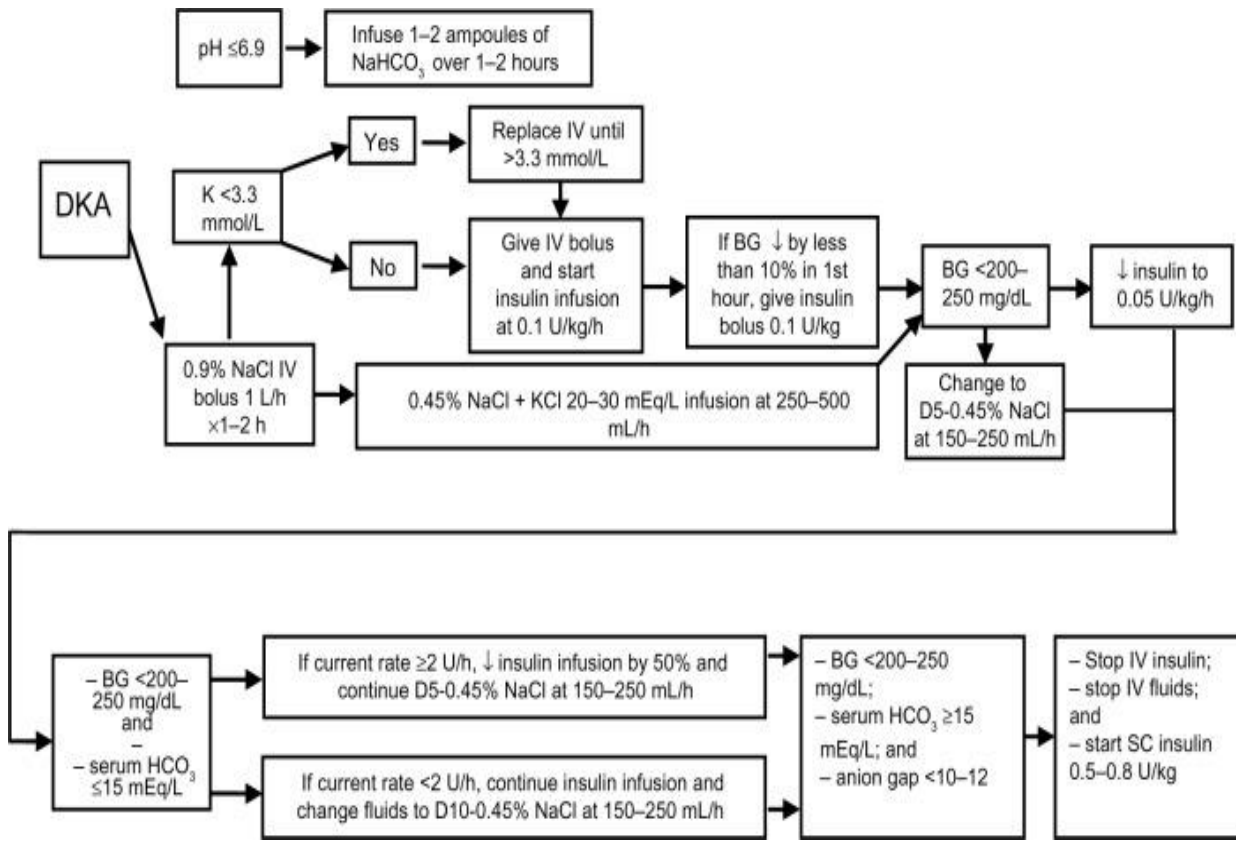 pH ≤6.9
Infuse 1–2 ampoules of
NaHCO₃ over 1–2 hours
DKA
K <3.3
mmol/L
Yes
No
Replace IV until
>3.3 mmol/L
Give IV bolus
and start
insulin infusion
at 0.1 U/kg/h
If BG ↓ by less
than 10% in 1st
hour, give insulin
bolus 0.1 U/kg
BG <200–
250 mg/dL
↓ insulin to
0.05 U/kg/h
0.9% NaCl IV
bolus 1 L/h
×1–2 h
0.45% NaCl + KCl 20–30 mEq/L infusion at 250–500
mL/h
Change to
D5-0.45% NaCl
at 150–250 mL/h
– BG <200–
250 mg/dL
and
–
– serum HCO₃
≤15 mEq/L
If current rate ≥2 U/h, ↓ insulin infusion by 50% and
continue D5-0.45% NaCl at 150–250 mL/h
If current rate <2 U/h, continue insulin infusion and
change fluids to D10-0.45% NaCl at 150–250 mL/h
– BG <200–250
mg/dL;
– serum HCO₃ ≥15
mEq/L; and
– anion gap <10–12
– Stop IV insulin;
– stop IV fluids;
and
– start SC insulin
0.5–0.8 U/kg